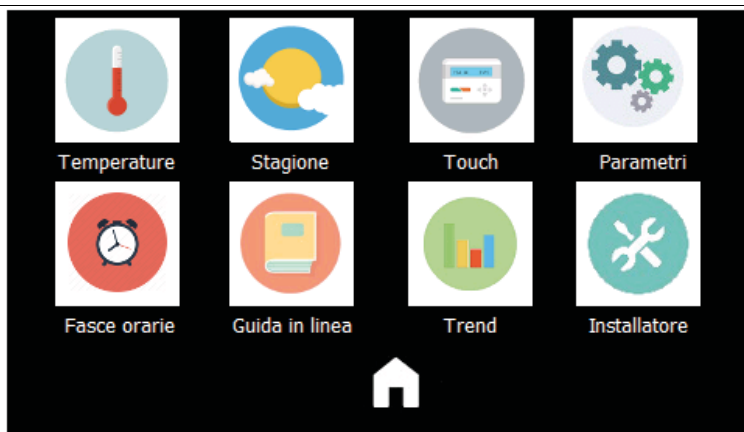 Temperature
Stagione
Touch
Parametri
Fasce orarie
Guida in linea
Trend
Installatore